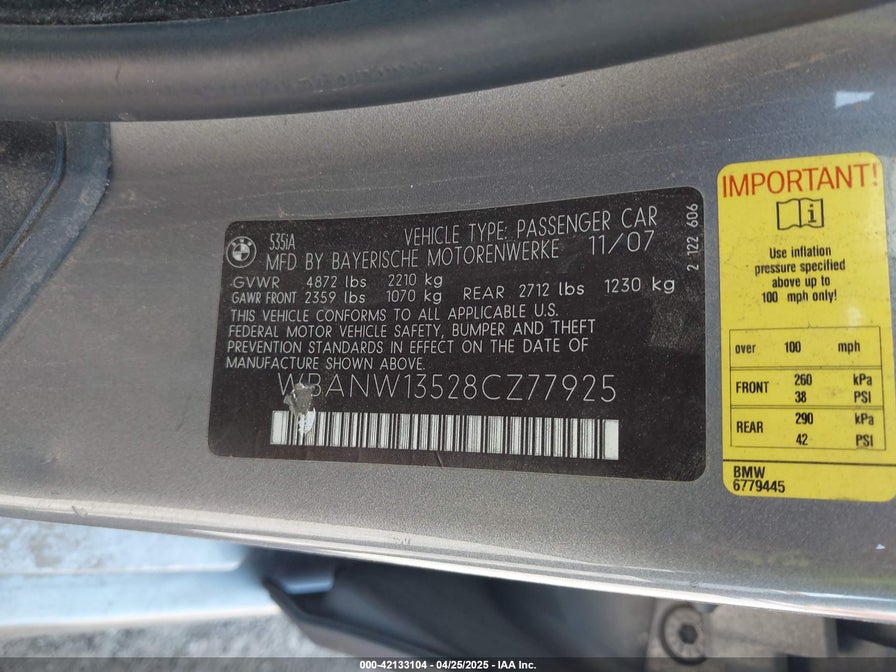 BMW
535iA
VEHICLE TYPE: PASSENGER CAR
MFD BY BAYERISCHE MOTORENWERKE 11/07
GVWR 4872 lbs 2210 kg
GAWR FRONT 2359 lbs 1070 kg REAR 2712 lbs 1230 kg
THIS VEHICLE CONFORMS TO ALL APPLICABLE U.S.
FEDERAL MOTOR VEHICLE SAFETY, BUMPER AND THEFT
PREVENTION STANDARDS IN EFFECT ON THE DATE OF
MANUFACTURE SHOWN ABOVE.
WBANW13528CZ77925
2 122 606
IMPORTANT!
i
Use inflation
pressure specified
above up to
100 mph only!
over 100 mph
FRONT 260 kPa
38 PSI
REAR 290 kPa
42 PSI
BMW
6779445
000-42133104 / 04/25/2025 - IAA Inc.